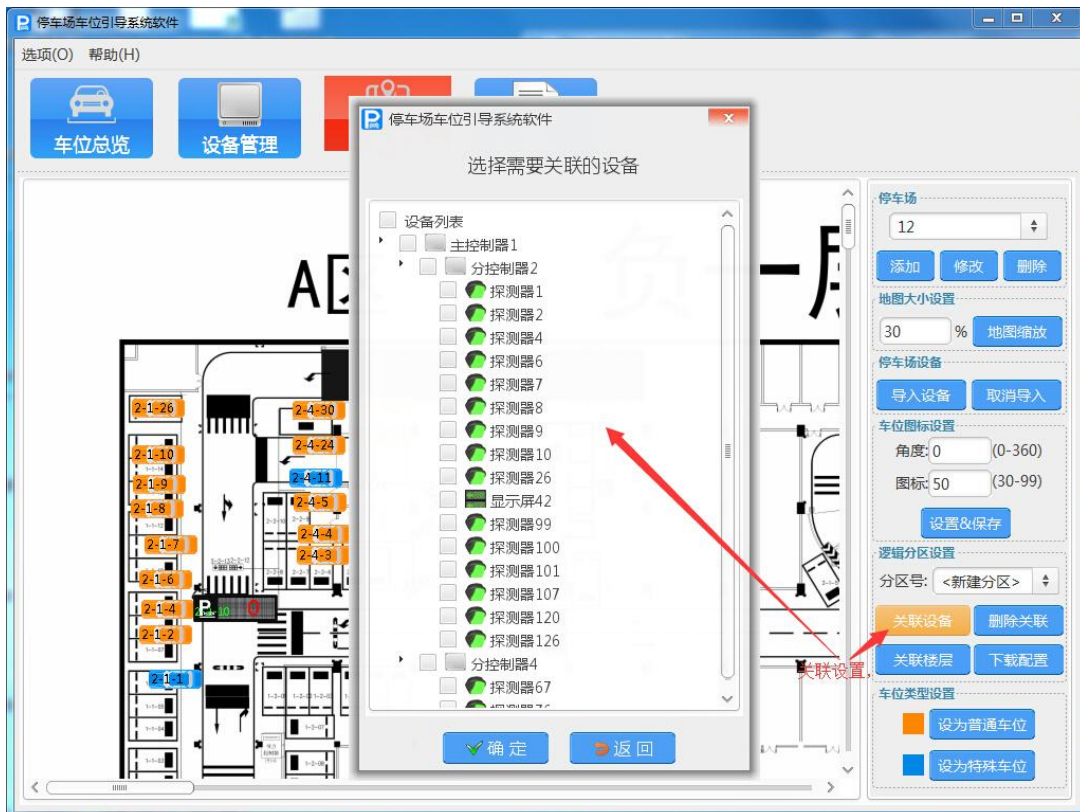 停车场车位引导系统软件
选项(O) 帮助(H)
车位总览
设备管理
停车场车位引导系统软件
选择需要关联的设备
设备列表
主控制器1
分控制器2
探测器1
探测器2
探测器4
探测器6
探测器7
探测器8
探测器9
探测器10
探测器26
显示屏42
探测器99
探测器100
探测器101
探测器107
探测器120
探测器126
分控制器4
探测器67
确 定
返 回
A区
负一层
2-1-26
2-1-10
2-1-9
2-1-8
2-1-7
2-1-6
2-1-4
2-1-2
2-1-1
2-4-30
2-4-24
2-4-11
2-4-5
2-4-4
2-4-3
P
0
停车场
12
添加 修改 删除
地图大小设置
30 % 地图缩放
停车场设备
导入设备 取消导入
车位图标设置
角度: 0 (0-360)
图标: 50 (30-99)
设置&保存
逻辑分区设置
分区号: <新建分区>
关联设备 删除关联
关联楼层 下载配置
关联设置,
车位类型设置
设为普通车位
设为特殊车位